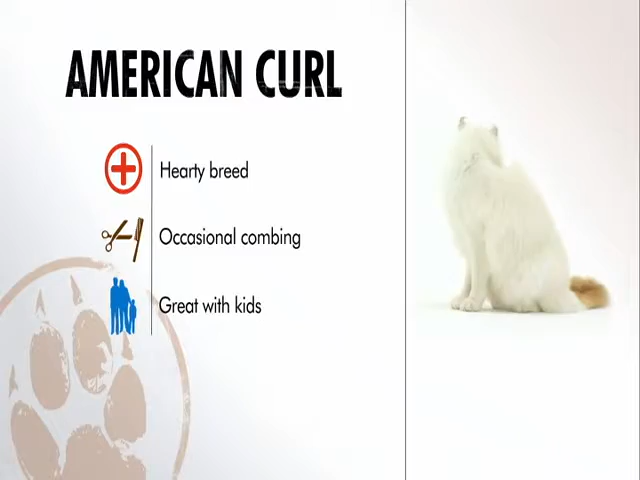 AMERICAN CURL
Hearty breed
Occasional combing
Great with kids